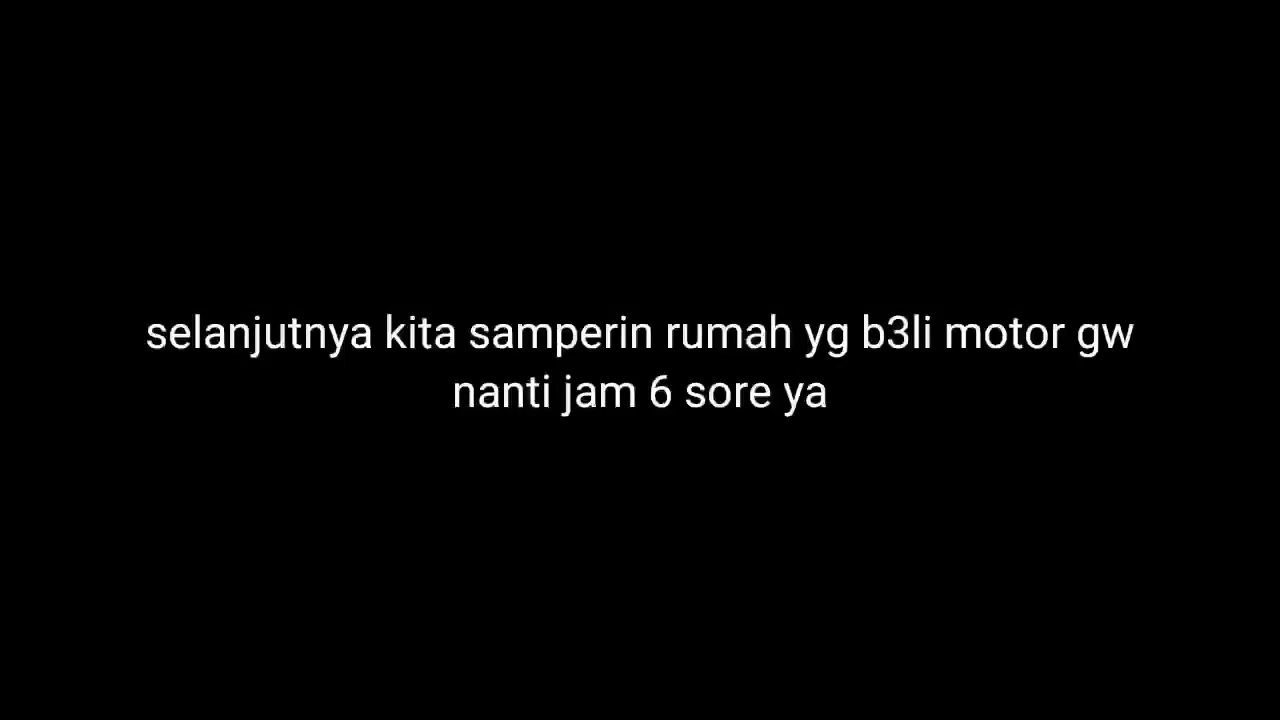 selanjutnya kita samperin rumah yg b3li motor gw
nanti jam 6 sore ya